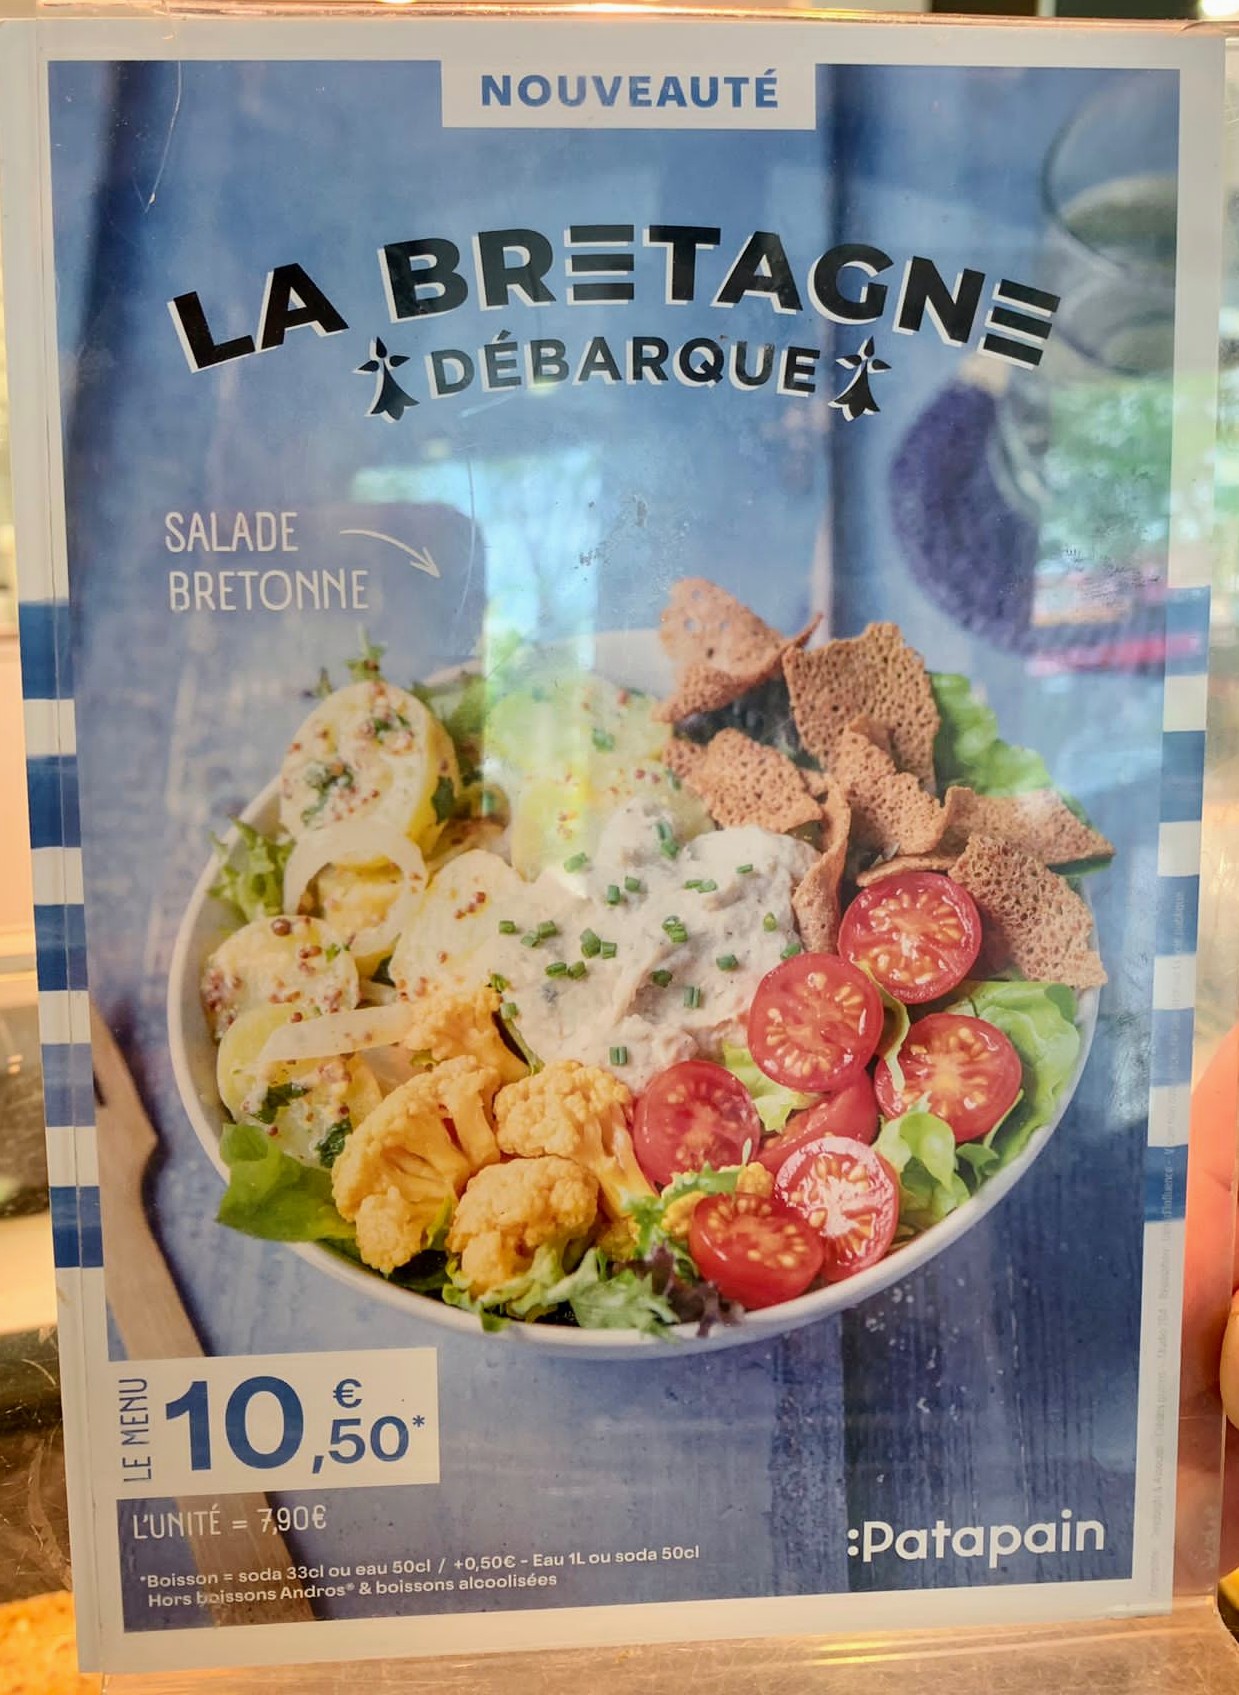 NOUVEAUTÉ
LA BRETAGNE
DÉBARQUE
SALADE
BRETONNE
LE MENU
10,50€*
L'UNITÉ = 7,90€
*Boisson = soda 33cl ou eau 50cl / +0,50€ - Eau 1L ou soda 50cl
Hors boissons Andros® & boissons alcoolisées
:Patapain